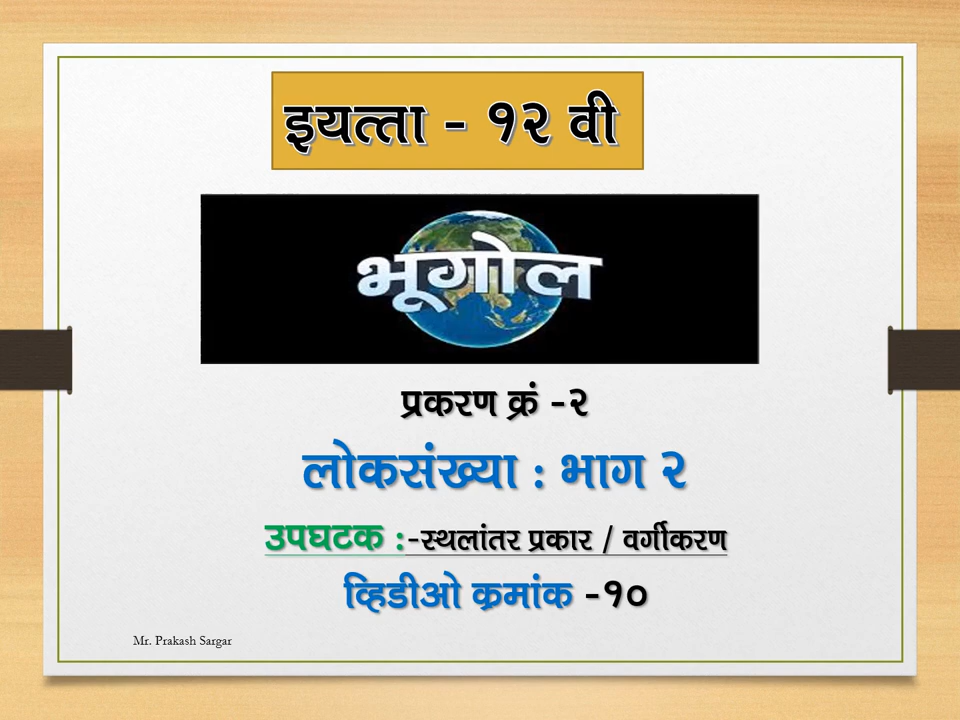 इयत्ता - १२ वी
भूगोल
प्रकरण क्रं -२
लोकसंख्या : भाग २
उपघटक :-स्थलांतर प्रकार / वर्गीकरण
व्हिडीओ क्रमांक -१०
Mr. Prakash Sargar